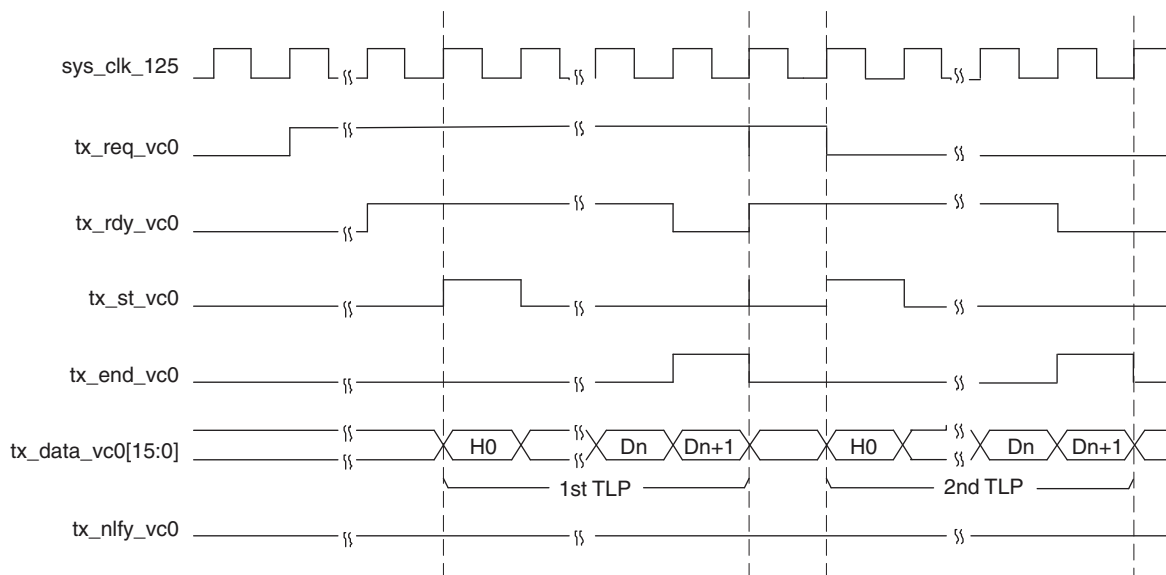 sys_clk_125
tx_req_vc0
tx_rdy_vc0
tx_st_vc0
tx_end_vc0
tx_data_vc0[15:0]
H0
Dn
Dn+1
H0
Dn
Dn+1
1st TLP
2nd TLP
tx_nlfy_vc0